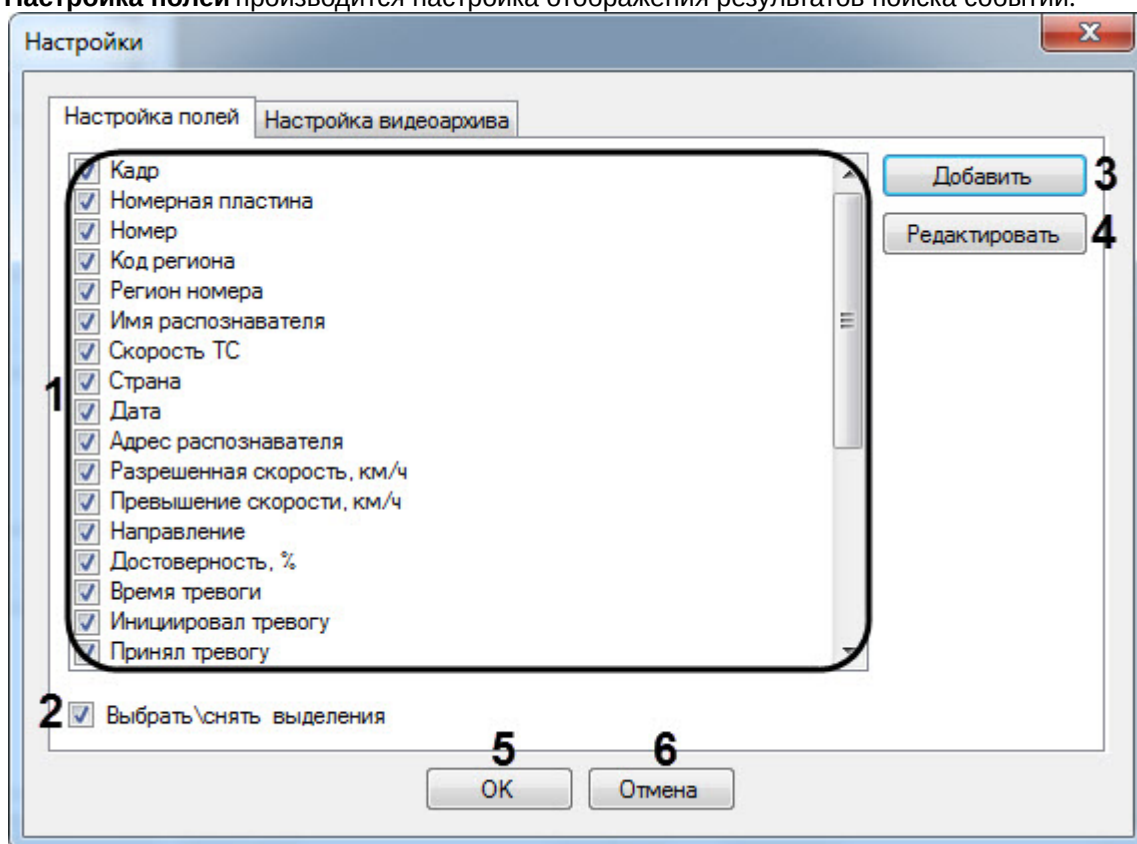 Настройка полей производится настройка отображения результатов поиска событий.
Настройки
Настройка полей Настройка видеоархива
Кадр
Номерная пластина
Номер
Код региона
Регион номера
Имя распознавателя
Скорость ТС
Страна
Дата
Адрес распознавателя
Разрешенная скорость, км/ч
Превышение скорости, км/ч
Направление
Достоверность, %
Время тревоги
Инициировал тревогу
Принял тревогу
1
Добавить 3
Редактировать 4
2 Выбрать\снять выделения
5 6
OK Отмена